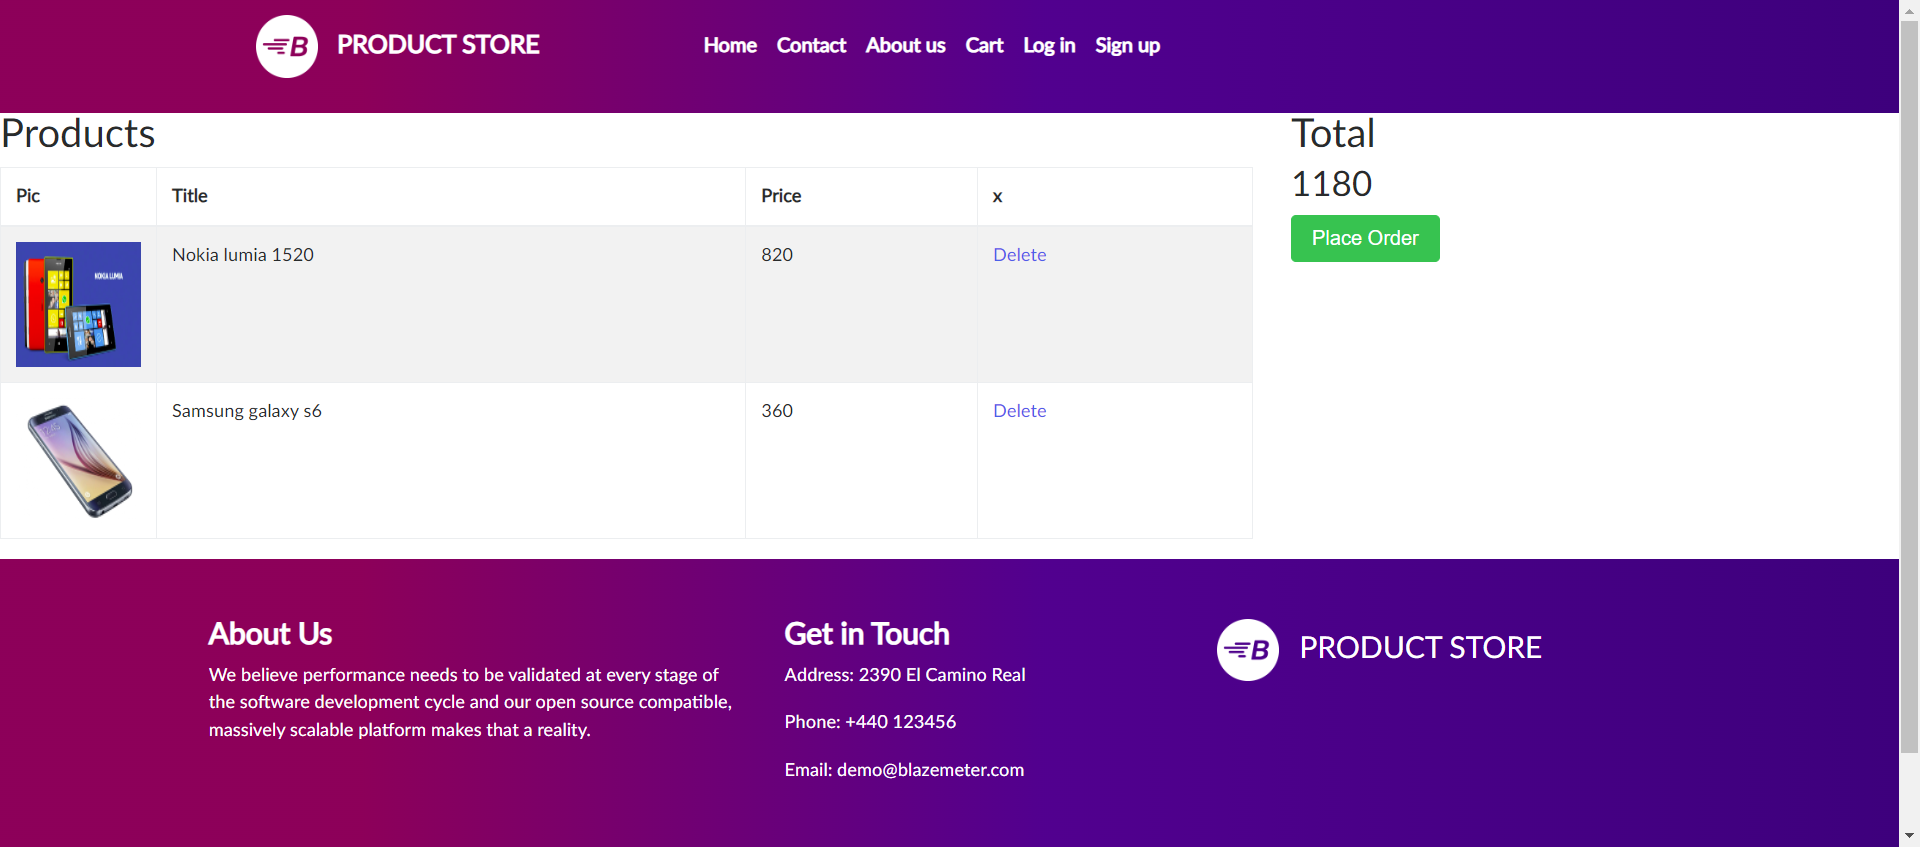 B PRODUCT STORE
Home Contact About us Cart Log in Sign up
Products
Pic Title Price x
NOKIA LUMIA
Nokia lumia 1520 820 Delete
Samsung galaxy s6 360 Delete
Total
1180
Place Order
About Us
We believe performance needs to be validated at every stage of
the software development cycle and our open source compatible,
massively scalable platform makes that a reality.
Get in Touch
Address: 2390 El Camino Real
Phone: +440 123456
Email: demo@blazemeter.com
B PRODUCT STORE